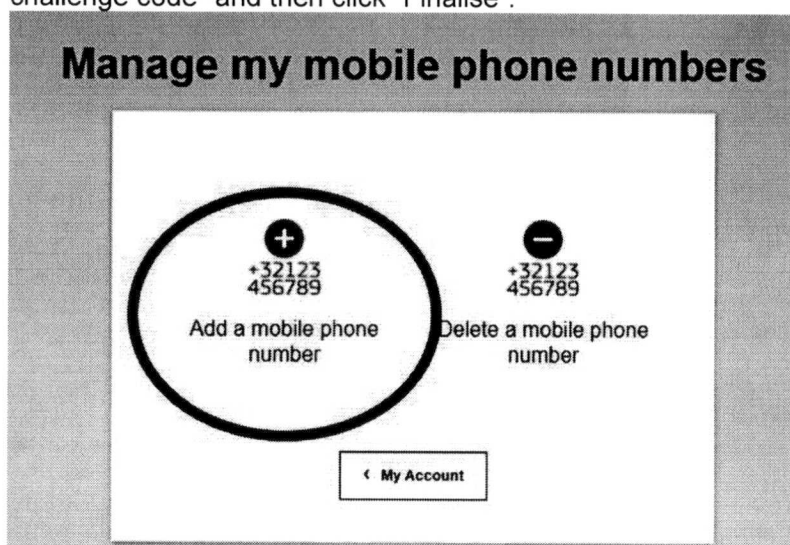 challenge code" and then click "Finalise".
Manage my mobile phone numbers
+32123
456789
Add a mobile phone
number
+32123
456789
Delete a mobile phone
number
‹ My Account